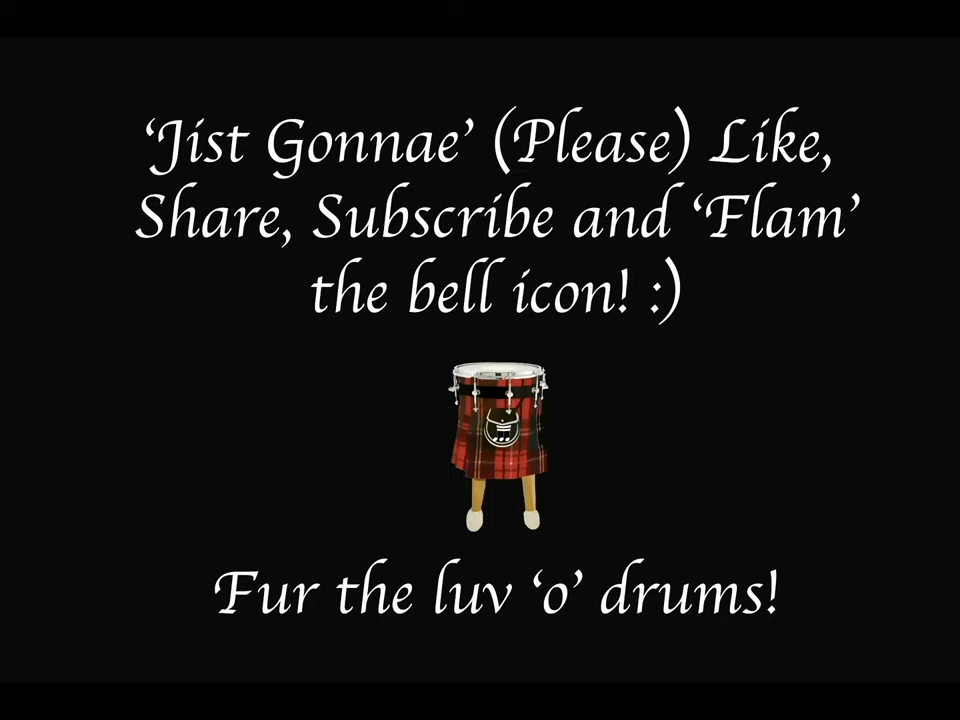 ‘Jist Gonnae’ (Please) Like,
Share, Subscribe and ‘Flam’
the bell icon! :)
Fur the luv ‘o’ drums!